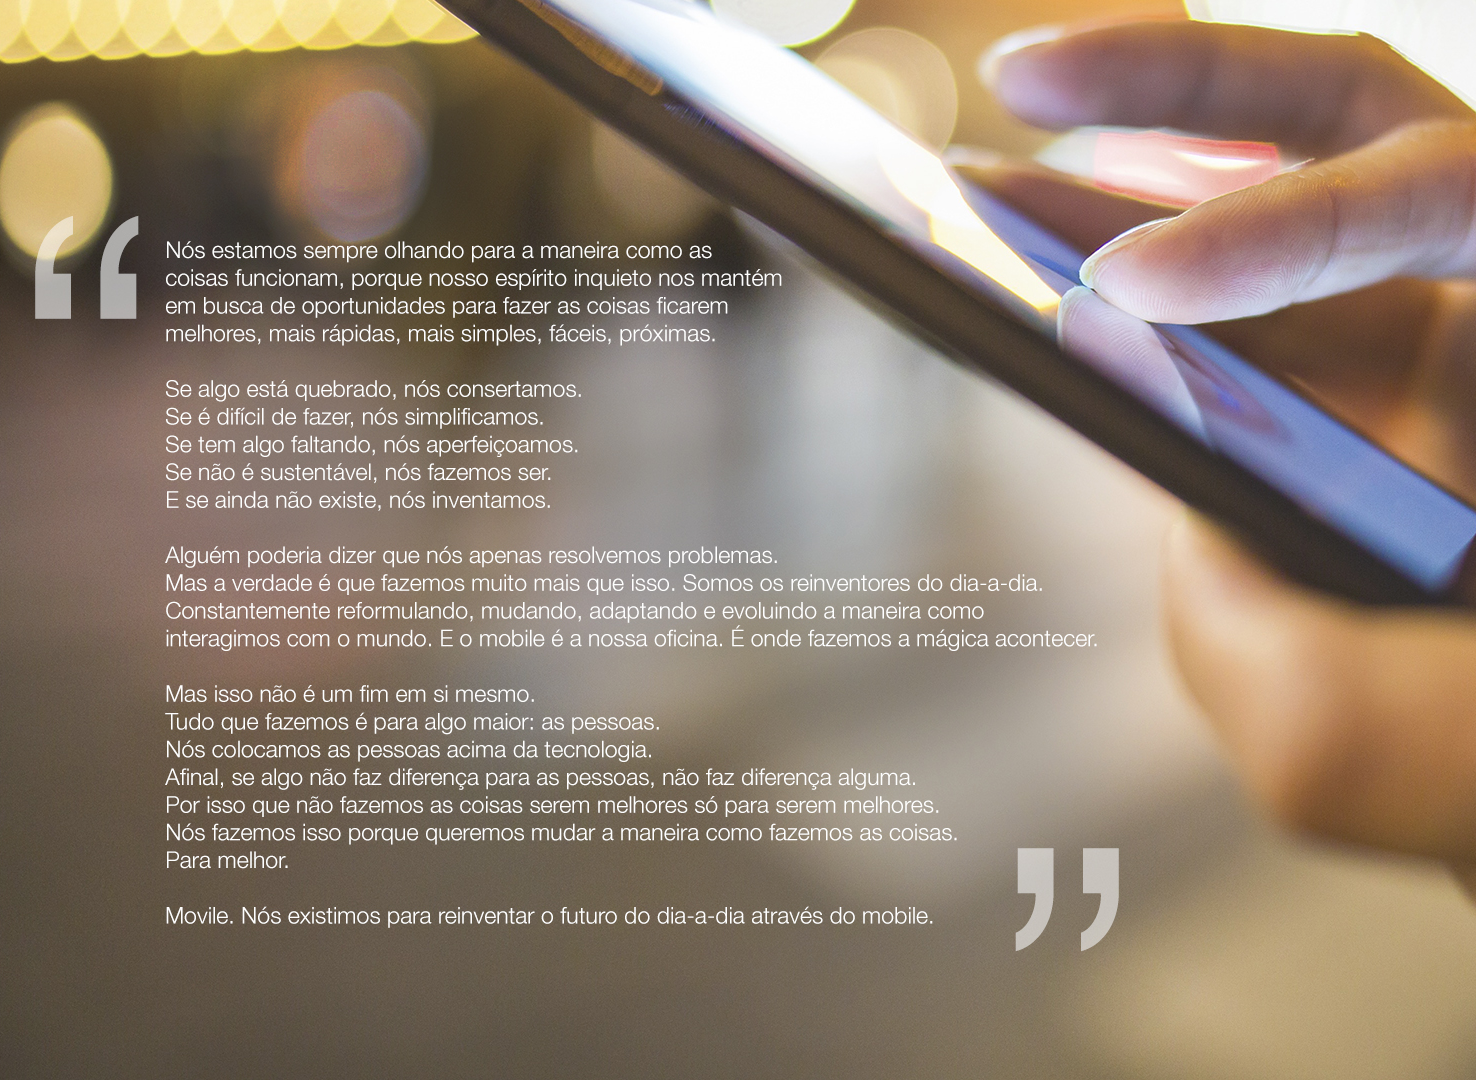 Nós estamos sempre olhando para a maneira como as
coisas funcionam, porque nosso espírito inquieto nos mantém
em busca de oportunidades para fazer as coisas ficarem
melhores, mais rápidas, mais simples, fáceis, próximas.
Se algo está quebrado, nós consertamos.
Se é difícil de fazer, nós simplificamos.
Se tem algo faltando, nós aperfeiçoamos.
Se não é sustentável, nós fazemos ser.
E se ainda não existe, nós inventamos.
Alguém poderia dizer que nós apenas resolvemos problemas.
Mas a verdade é que fazemos muito mais que isso. Somos os reinventores do dia-a-dia.
Constantemente reformulando, mudando, adaptando e evoluindo a maneira como
interagimos com o mundo. E o mobile é a nossa oficina. É onde fazemos a mágica acontecer.
Mas isso não é um fim em si mesmo.
Tudo que fazemos é para algo maior: as pessoas.
Nós colocamos as pessoas acima da tecnologia.
Afinal, se algo não faz diferença para as pessoas, não faz diferença alguma.
Por isso que não fazemos as coisas serem melhores só para serem melhores.
Nós fazemos isso porque queremos mudar a maneira como fazemos as coisas.
Para melhor.
Movile. Nós existimos para reinventar o futuro do dia-a-dia através do mobile.